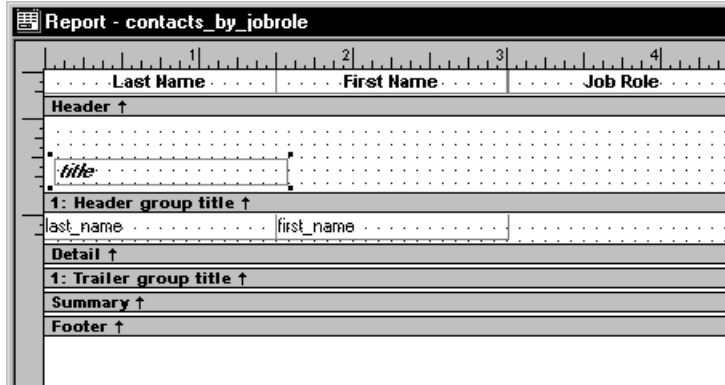 Report - contacts_by_jobrole
1 2 3 4
Last Name First Name Job Role
Header ↑
title
1: Header group title ↑
last_name first_name
Detail ↑
1: Trailer group title ↑
Summary ↑
Footer ↑